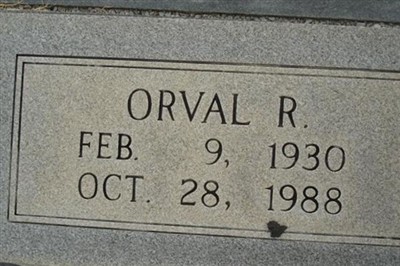 ORVAL R.
FEB. 9, 1930
OCT. 28, 1988